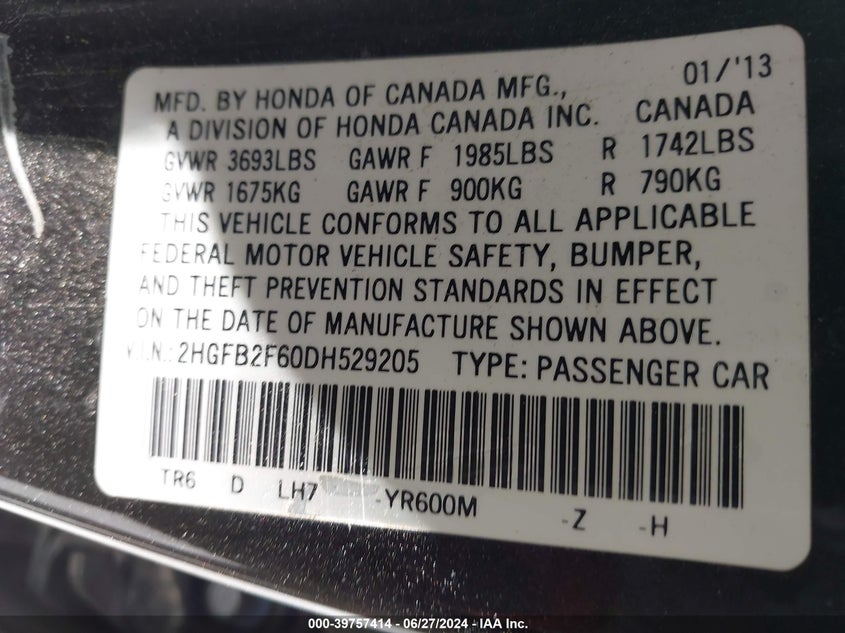 01/'13
MFD. BY HONDA OF CANADA MFG.,
A DIVISION OF HONDA CANADA INC. CANADA
GVWR 3693LBS GAWR F 1985LBS R 1742LBS
GVWR 1675KG GAWR F 900KG R 790KG
THIS VEHICLE CONFORMS TO ALL APPLICABLE
FEDERAL MOTOR VEHICLE SAFETY, BUMPER,
AND THEFT PREVENTION STANDARDS IN EFFECT
ON THE DATE OF MANUFACTURE SHOWN ABOVE.
V.I.N.: 2HGFB2F60DH529205 TYPE: PASSENGER CAR
TR6 D LH7 -YR600M -Z -H
000-39757414 - 06/27/2024 - IAA Inc.